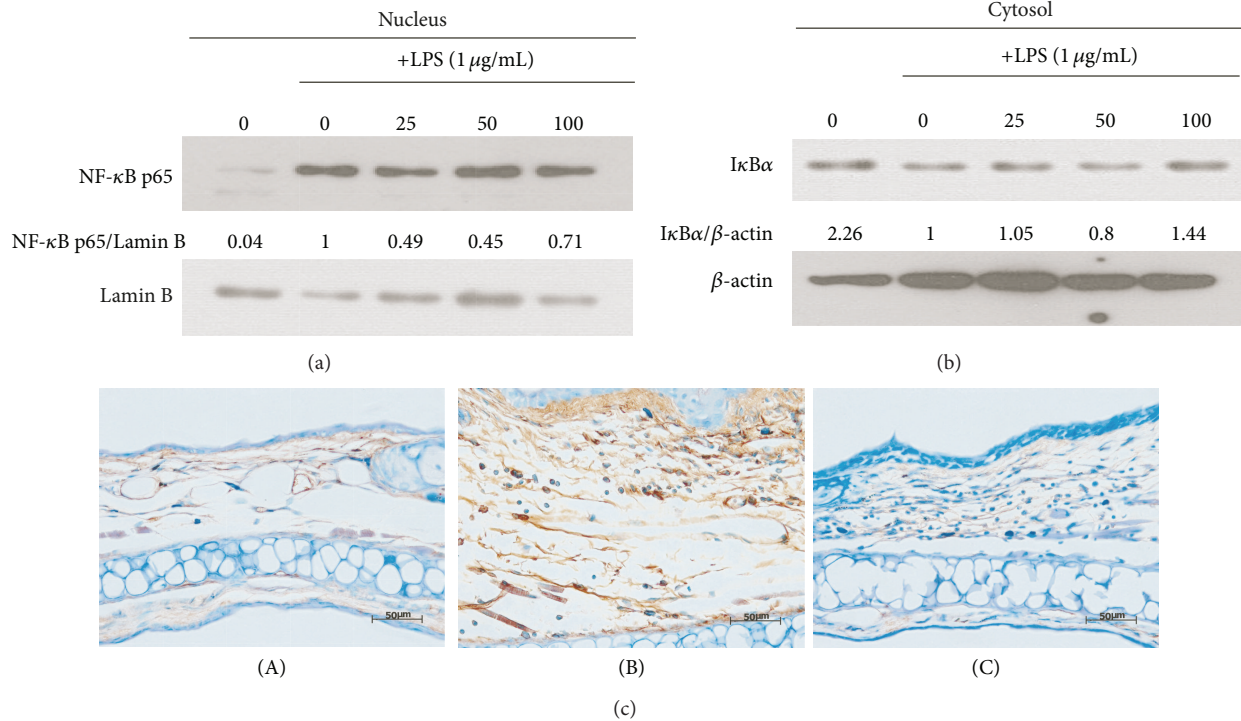 Nucleus
+LPS (1 μg/mL)
0 0 25 50 100
NF-κB p65
NF-κB p65/Lamin B 0.04 1 0.49 0.45 0.71
Lamin B
(a)
Cytosol
+LPS (1 μg/mL)
0 0 25 50 100
IκBα
IκBα/β-actin 2.26 1 1.05 0.8 1.44
β-actin
(b)
50μm
50μm
50μm
(A)
(B)
(C)
(c)